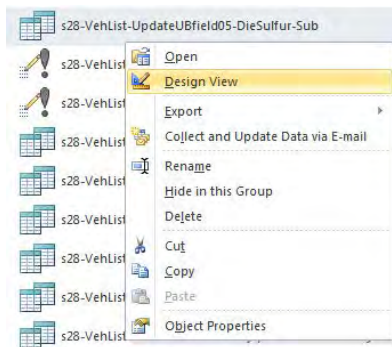 s28-VehList-UpdateUBfield05-DieSulfur-Sub
s28-VehList
Open
s28-VehList
Design View
s28-VehList
Export
s28-VehList
Collect and Update Data via E-mail
s28-VehList
Rename
Hide in this Group
s28-VehList
Delete
s28-VehList
Cut
Copy
s28-VehList
Paste
s28-VehList
Object Properties